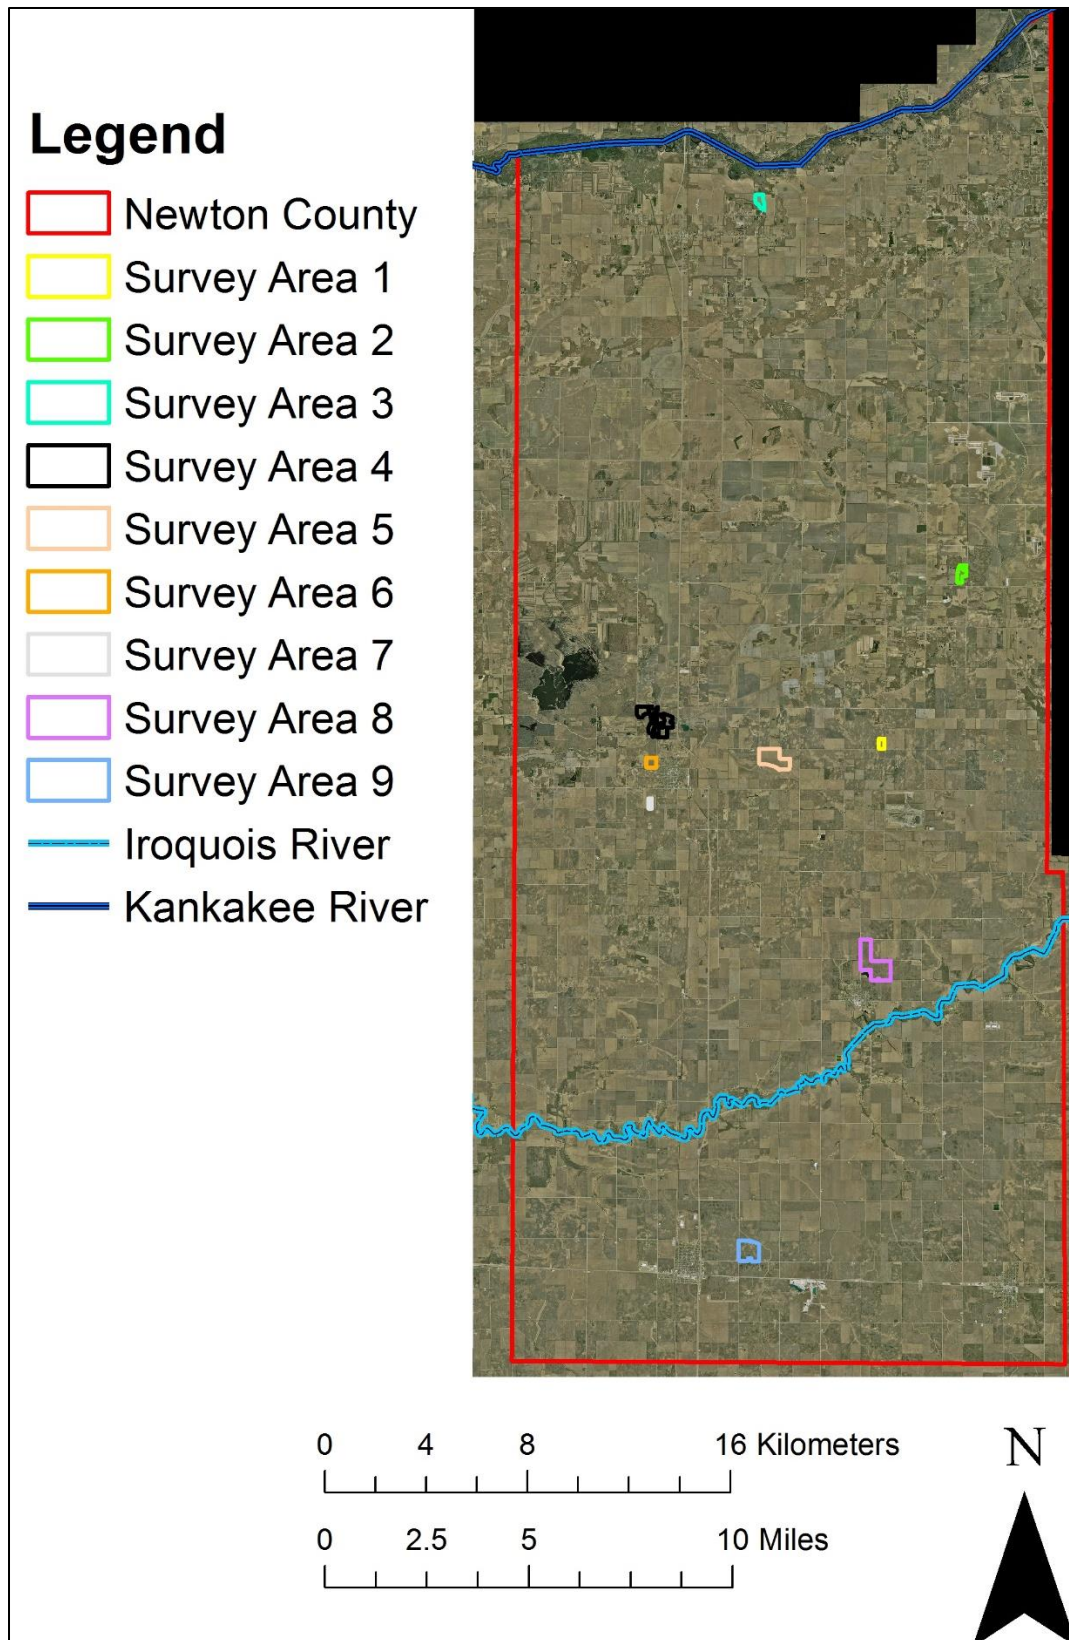 Legend
Newton County
Survey Area 1
Survey Area 2
Survey Area 3
Survey Area 4
Survey Area 5
Survey Area 6
Survey Area 7
Survey Area 8
Survey Area 9
Iroquois River
Kankakee River
0 4 8 16 Kilometers
0 2.5 5 10 Miles
N